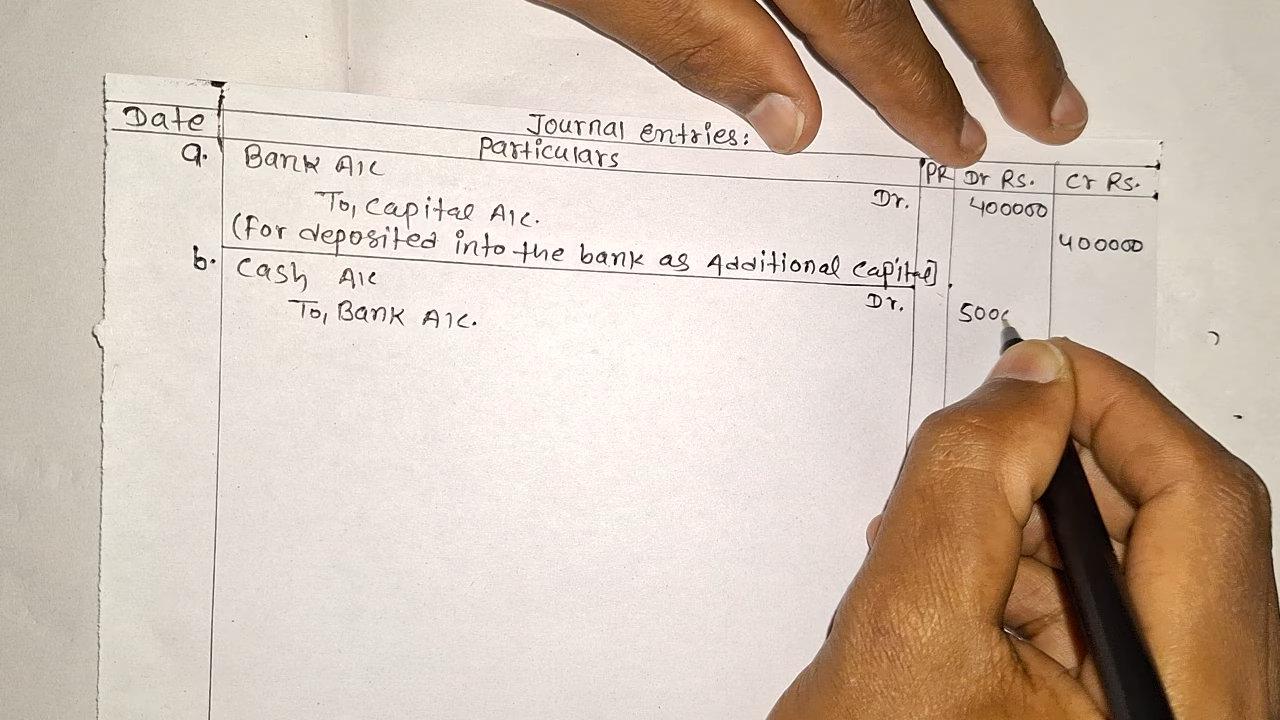 Journal entries:
Date Particulars PR Dr Rs. Cr Rs.
a. Bank A/C Dr. 400000
To, Capital A/C. 400000
(For deposited into the bank as Additional capital)
b. Cash A/C Dr.
To, Bank A/C.